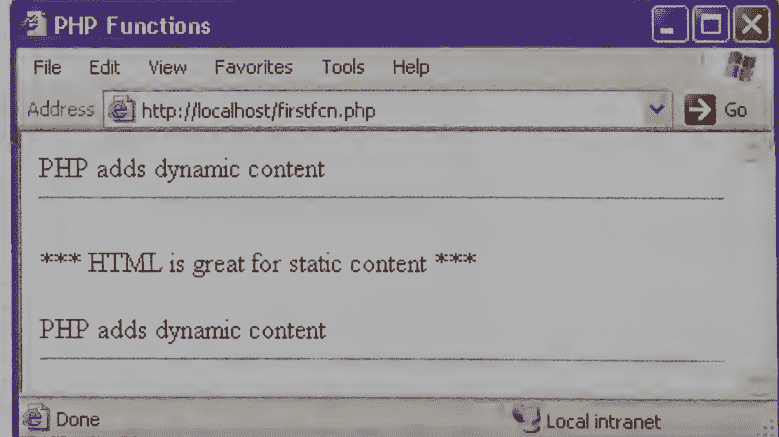 PHP Functions
File Edit View Favorites Tools Help
Address http://localhost/firstfcn.php Go
PHP adds dynamic content
*** HTML is great for static content ***
PHP adds dynamic content
Done Local intranet